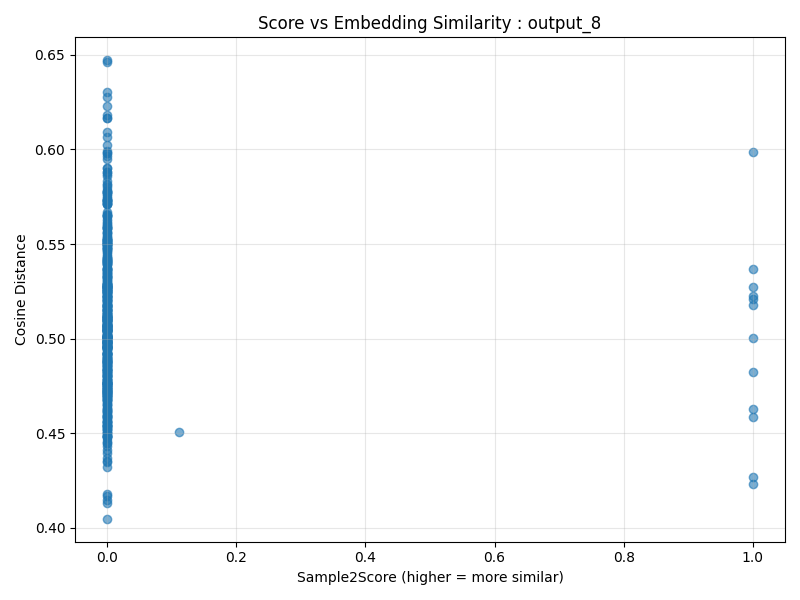 Score vs Embedding Similarity : output_8
0.65
0.60
0.55
0.50
0.45
0.40
Cosine Distance
0.0 0.2 0.4 0.6 0.8 1.0
Sample2Score (higher = more similar)